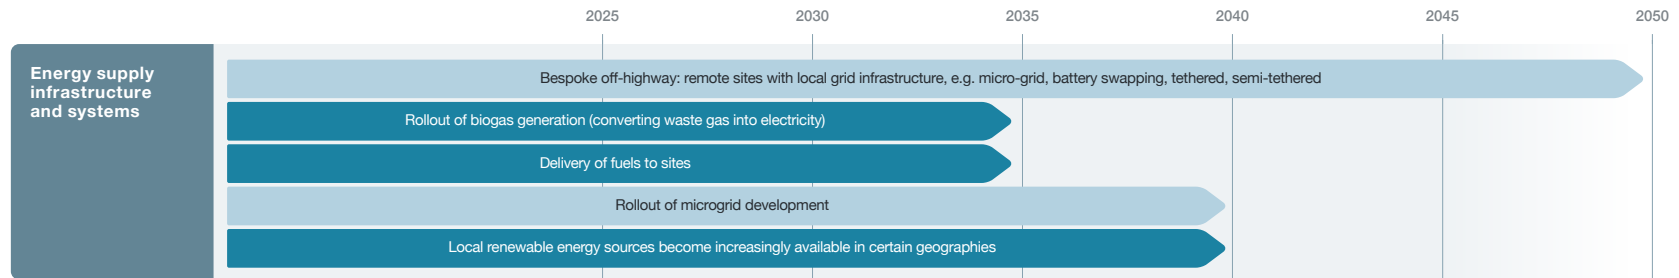 2025 2030 2035 2040 2045 2050
Energy supply
infrastructure
and systems
Bespoke off-highway: remote sites with local grid infrastructure, e.g. micro-grid, battery swapping, tethered, semi-tethered
Rollout of biogas generation (converting waste gas into electricity)
Delivery of fuels to sites
Rollout of microgrid development
Local renewable energy sources become increasingly available in certain geographies